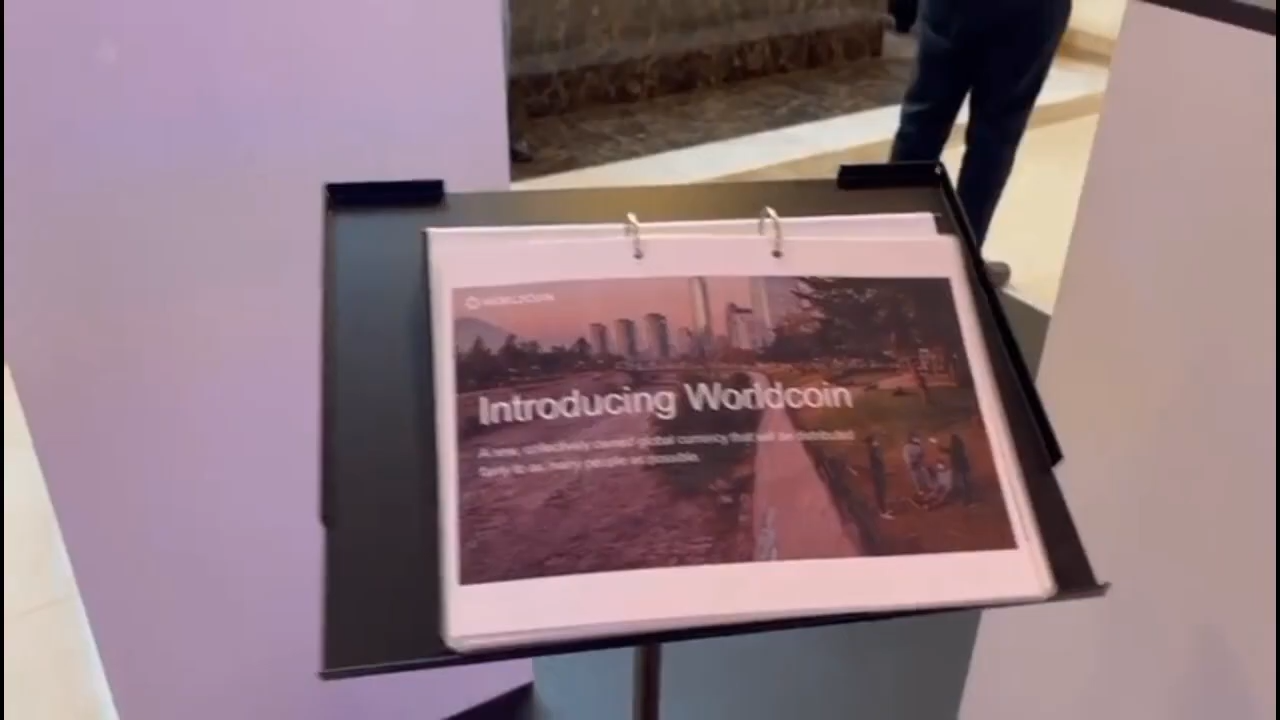 WORLDCOIN
Introducing Worldcoin
A new, collectively owned global currency that will be distributed
fairly to as many people as possible.